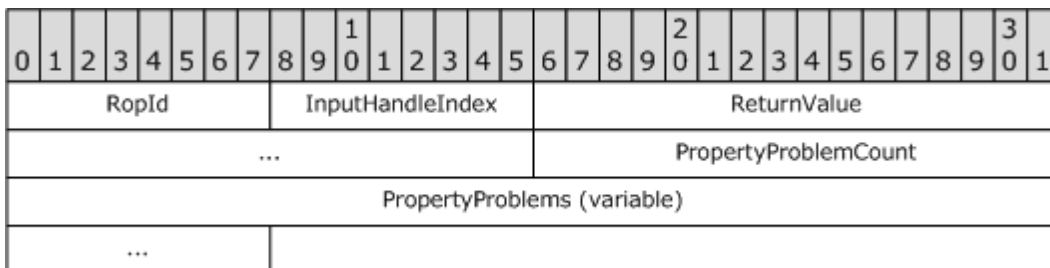 1 2 3
0 1 2 3 4 5 6 7 8 9 0 1 2 3 4 5 6 7 8 9 0 1 2 3 4 5 6 7 8 9 0 1
RopId InputHandleIndex ReturnValue
... PropertyProblemCount
PropertyProblems (variable)
...